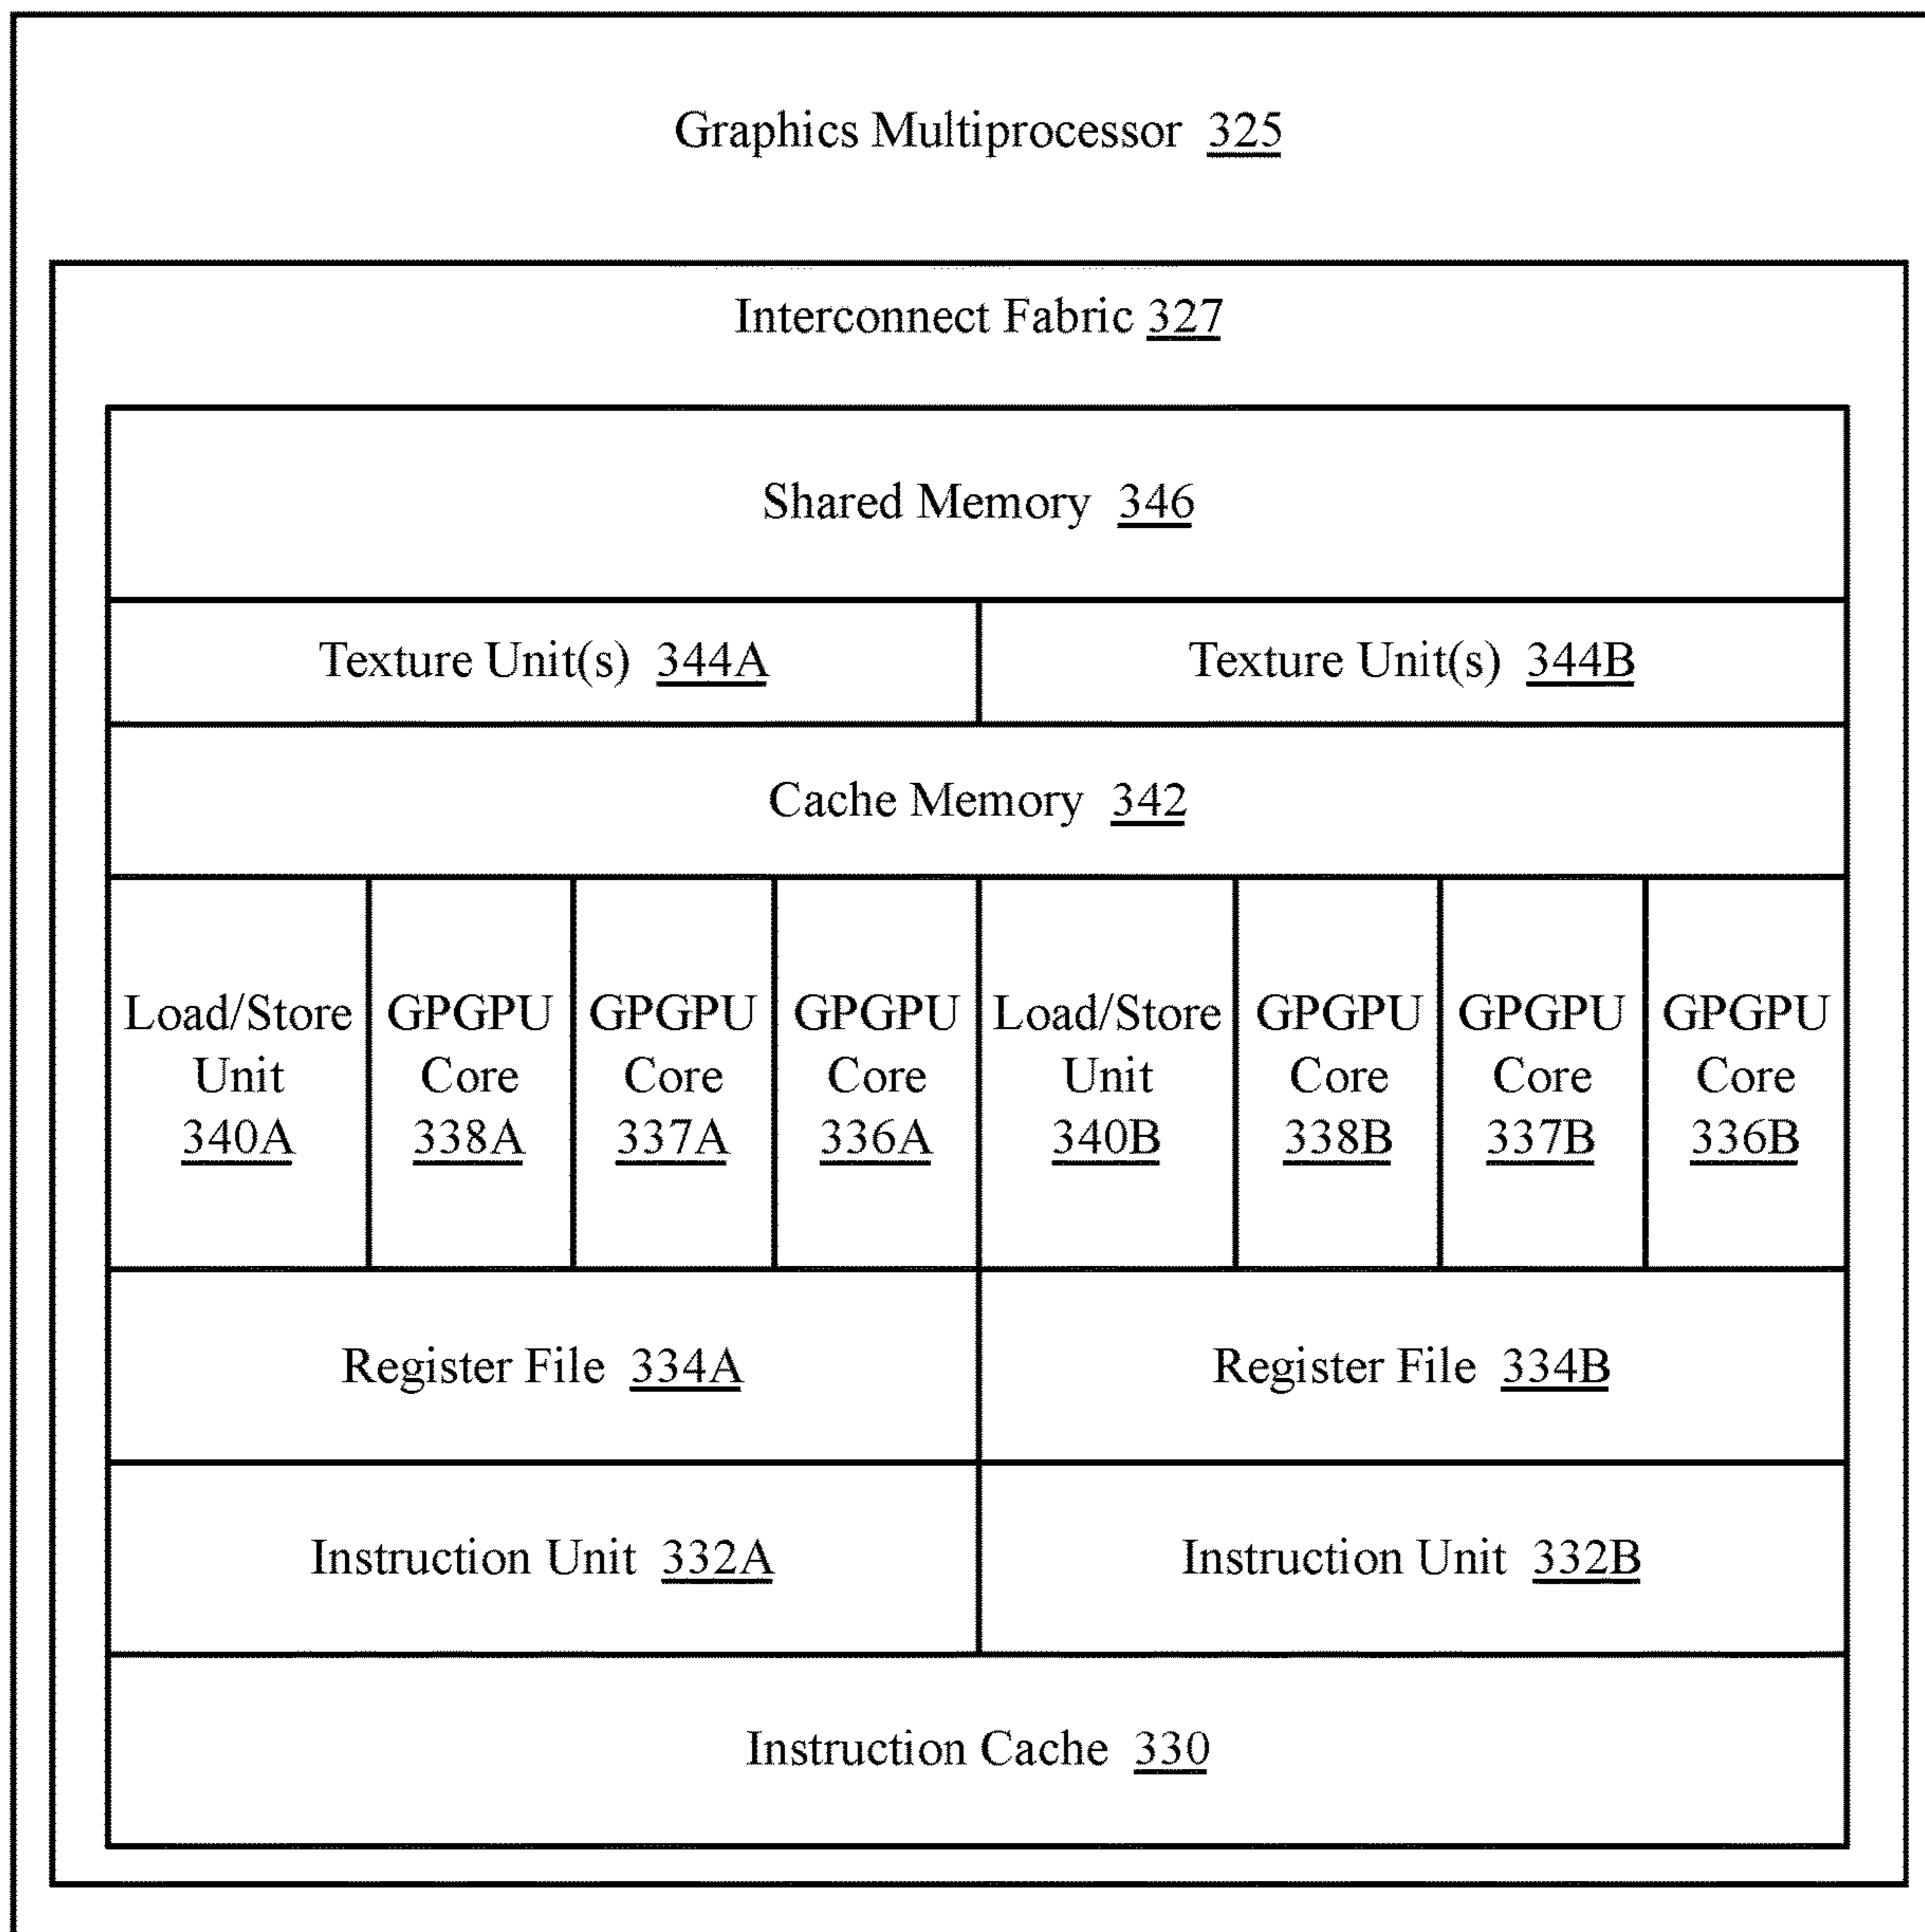 Graphics Multiprocessor 325
Interconnect Fabric 327
Shared Memory 346
Texture Unit(s) 344A
Texture Unit(s) 344B
Cache Memory 342
Load/Store
Unit
340A
GPGPU
Core
338A
GPGPU
Core
337A
GPGPU
Core
336A
Load/Store
Unit
340B
GPGPU
Core
338B
GPGPU
Core
337B
GPGPU
Core
336B
Register File 334A
Register File 334B
Instruction Unit 332A
Instruction Unit 332B
Instruction Cache 330